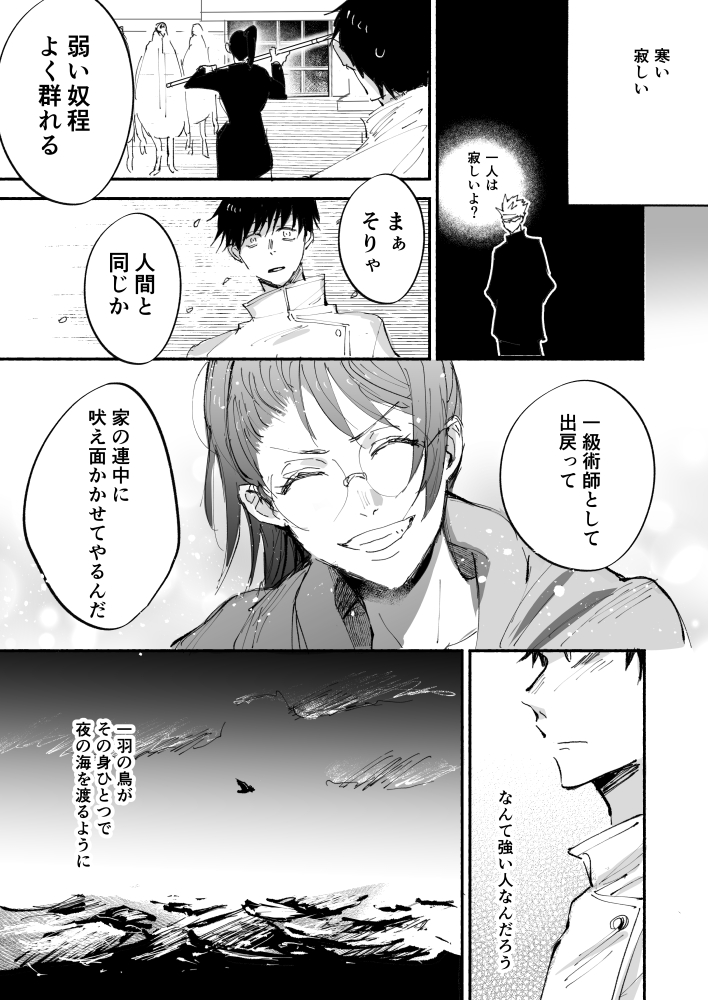 寒い
寂しい
一人は
寂しいよ？
弱い奴程
よく群れる
まぁ
そりゃ
人間と
同じか
一級術師として
出戻って
家の連中に
吠え面かかせてやるんだ
なんて強い人なんだろう
一羽の鳥が
その身ひとつで
夜の海を渡るように